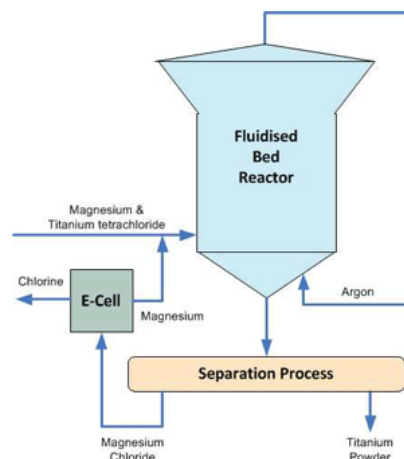 Fluidised
Bed
Reactor
Magnesium &
Titanium tetrachloride
Chlorine
E-Cell
Magnesium
Argon
Separation Process
Magnesium
Chloride
Titanium
Powder